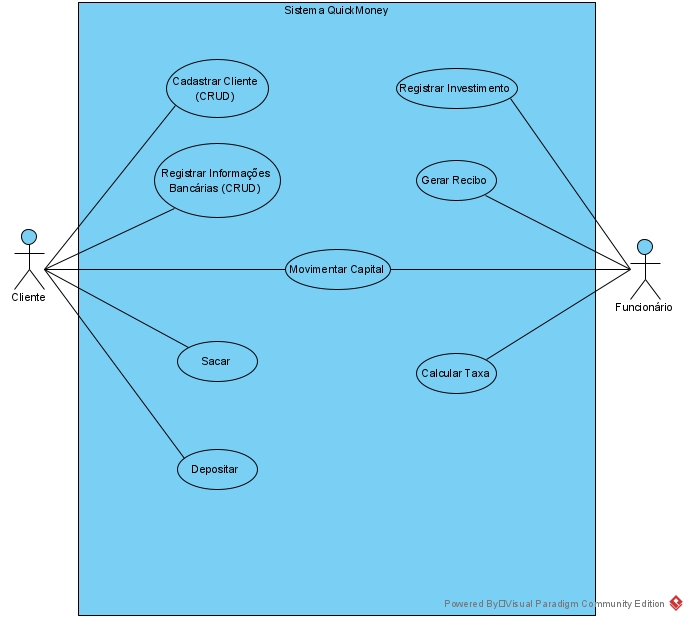 Sistema QuickMoney
Cadastrar Cliente
(CRUD)
Registrar Investimento
Registrar Informações
Bancárias (CRUD)
Gerar Recibo
Movimentar Capital
Cliente
Funcionário
Sacar
Calcular Taxa
Depositar
Powered By Visual Paradigm Community Edition